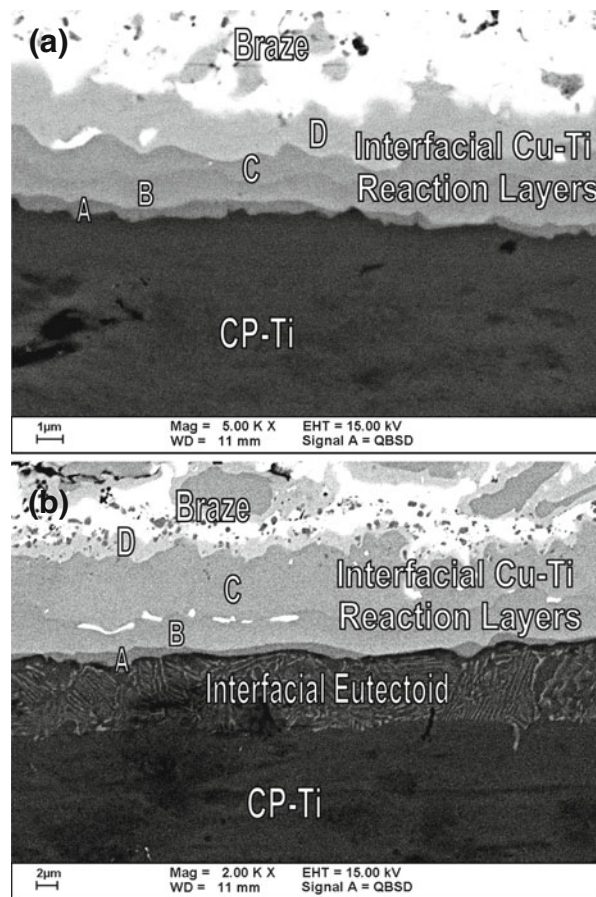 (a)
Braze
D
Interfacial Cu-Ti
Reaction Layers
C
B
A
CP-Ti
1µm
Mag = 5.00 K X
EHT = 15.00 kV
WD = 11 mm
Signal A = QBSD
(b)
Braze
D
Interfacial Cu-Ti
Reaction Layers
C
B
A
Interfacial Eutectoid
CP-Ti
2µm
Mag = 2.00 K X
EHT = 15.00 kV
WD = 11 mm
Signal A = QBSD